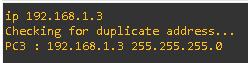 ip 192.168.1.3
Checking for duplicate address...
PC3 : 192.168.1.3 255.255.255.0